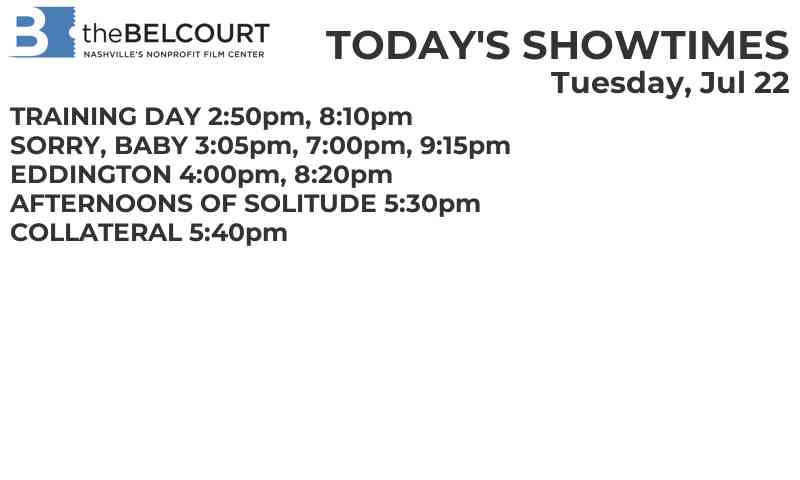 B theBELCOURT
NASHVILLE'S NONPROFIT FILM CENTER
TODAY'S SHOWTIMES
Tuesday, Jul 22
TRAINING DAY 2:50pm, 8:10pm
SORRY, BABY 3:05pm, 7:00pm, 9:15pm
EDDINGTON 4:00pm, 8:20pm
AFTERNOONS OF SOLITUDE 5:30pm
COLLATERAL 5:40pm